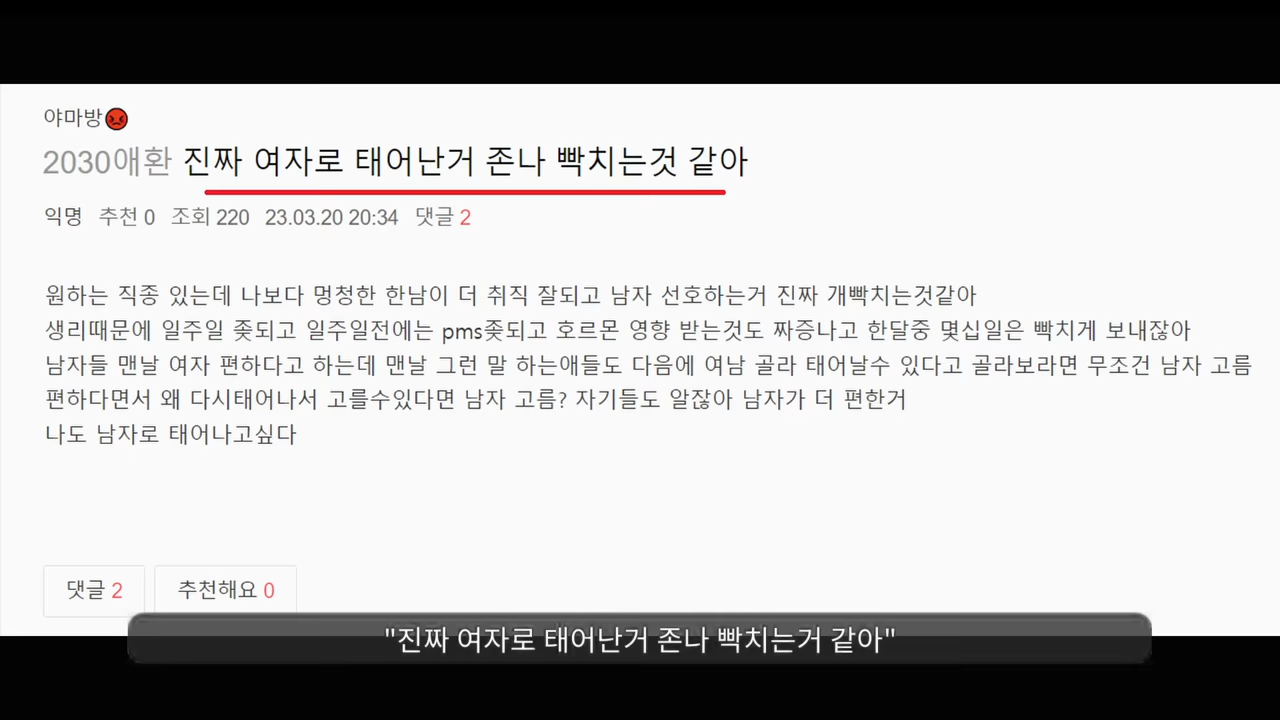 야마방😡
2030애환 진짜 여자로 태어난거 존나 빡치는것 같아
익명 추천 0 조회 220 23.03.20 20:34 댓글 2
원하는 직종 있는데 나보다 멍청한 한남이 더 취직 잘되고 남자 선호하는거 진짜 개빡치는것같아
생리때문에 일주일 좆되고 일주일전에는 pms좆되고 호르몬 영향 받는것도 짜증나고 한달중 몇십일은 빡치게 보내잖아
남자들 맨날 여자 편하다고 하는데 맨날 그런 말 하는애들도 다음에 여남 골라 태어날수 있다고 골라보라면 무조건 남자 고름
편하다면서 왜 다시태어나서 고를수있다면 남자 고름? 자기들도 알잖아 남자가 더 편한거
나도 남자로 태어나고싶다
댓글 2 추천해요 0
"진짜 여자로 태어난거 존나 빡치는거 같아"